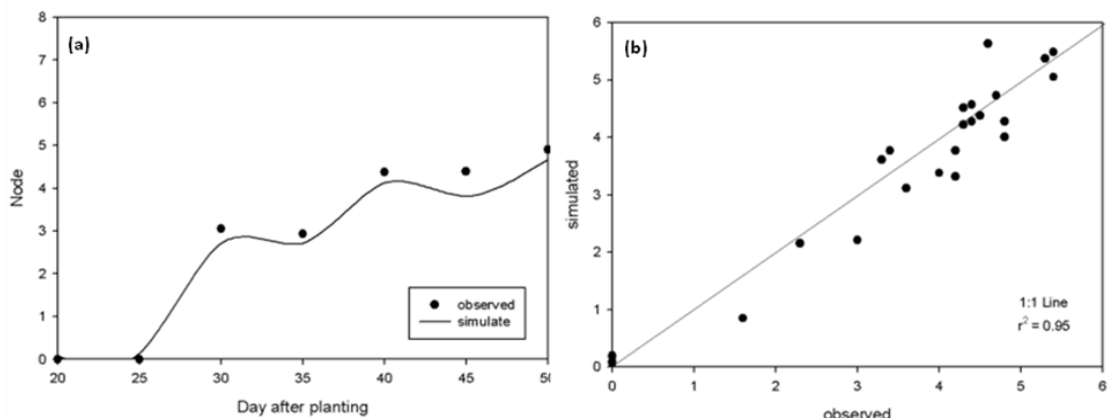 (a)
8
7
6
5
4
3
2
1
0
Node
observed
simulate
20 25 30 35 40 45 50
Day after planting
(b)
6
5
4
3
2
1
0
simulated
1:1 Line
r² = 0.95
0 1 2 3 4 5 6
observed